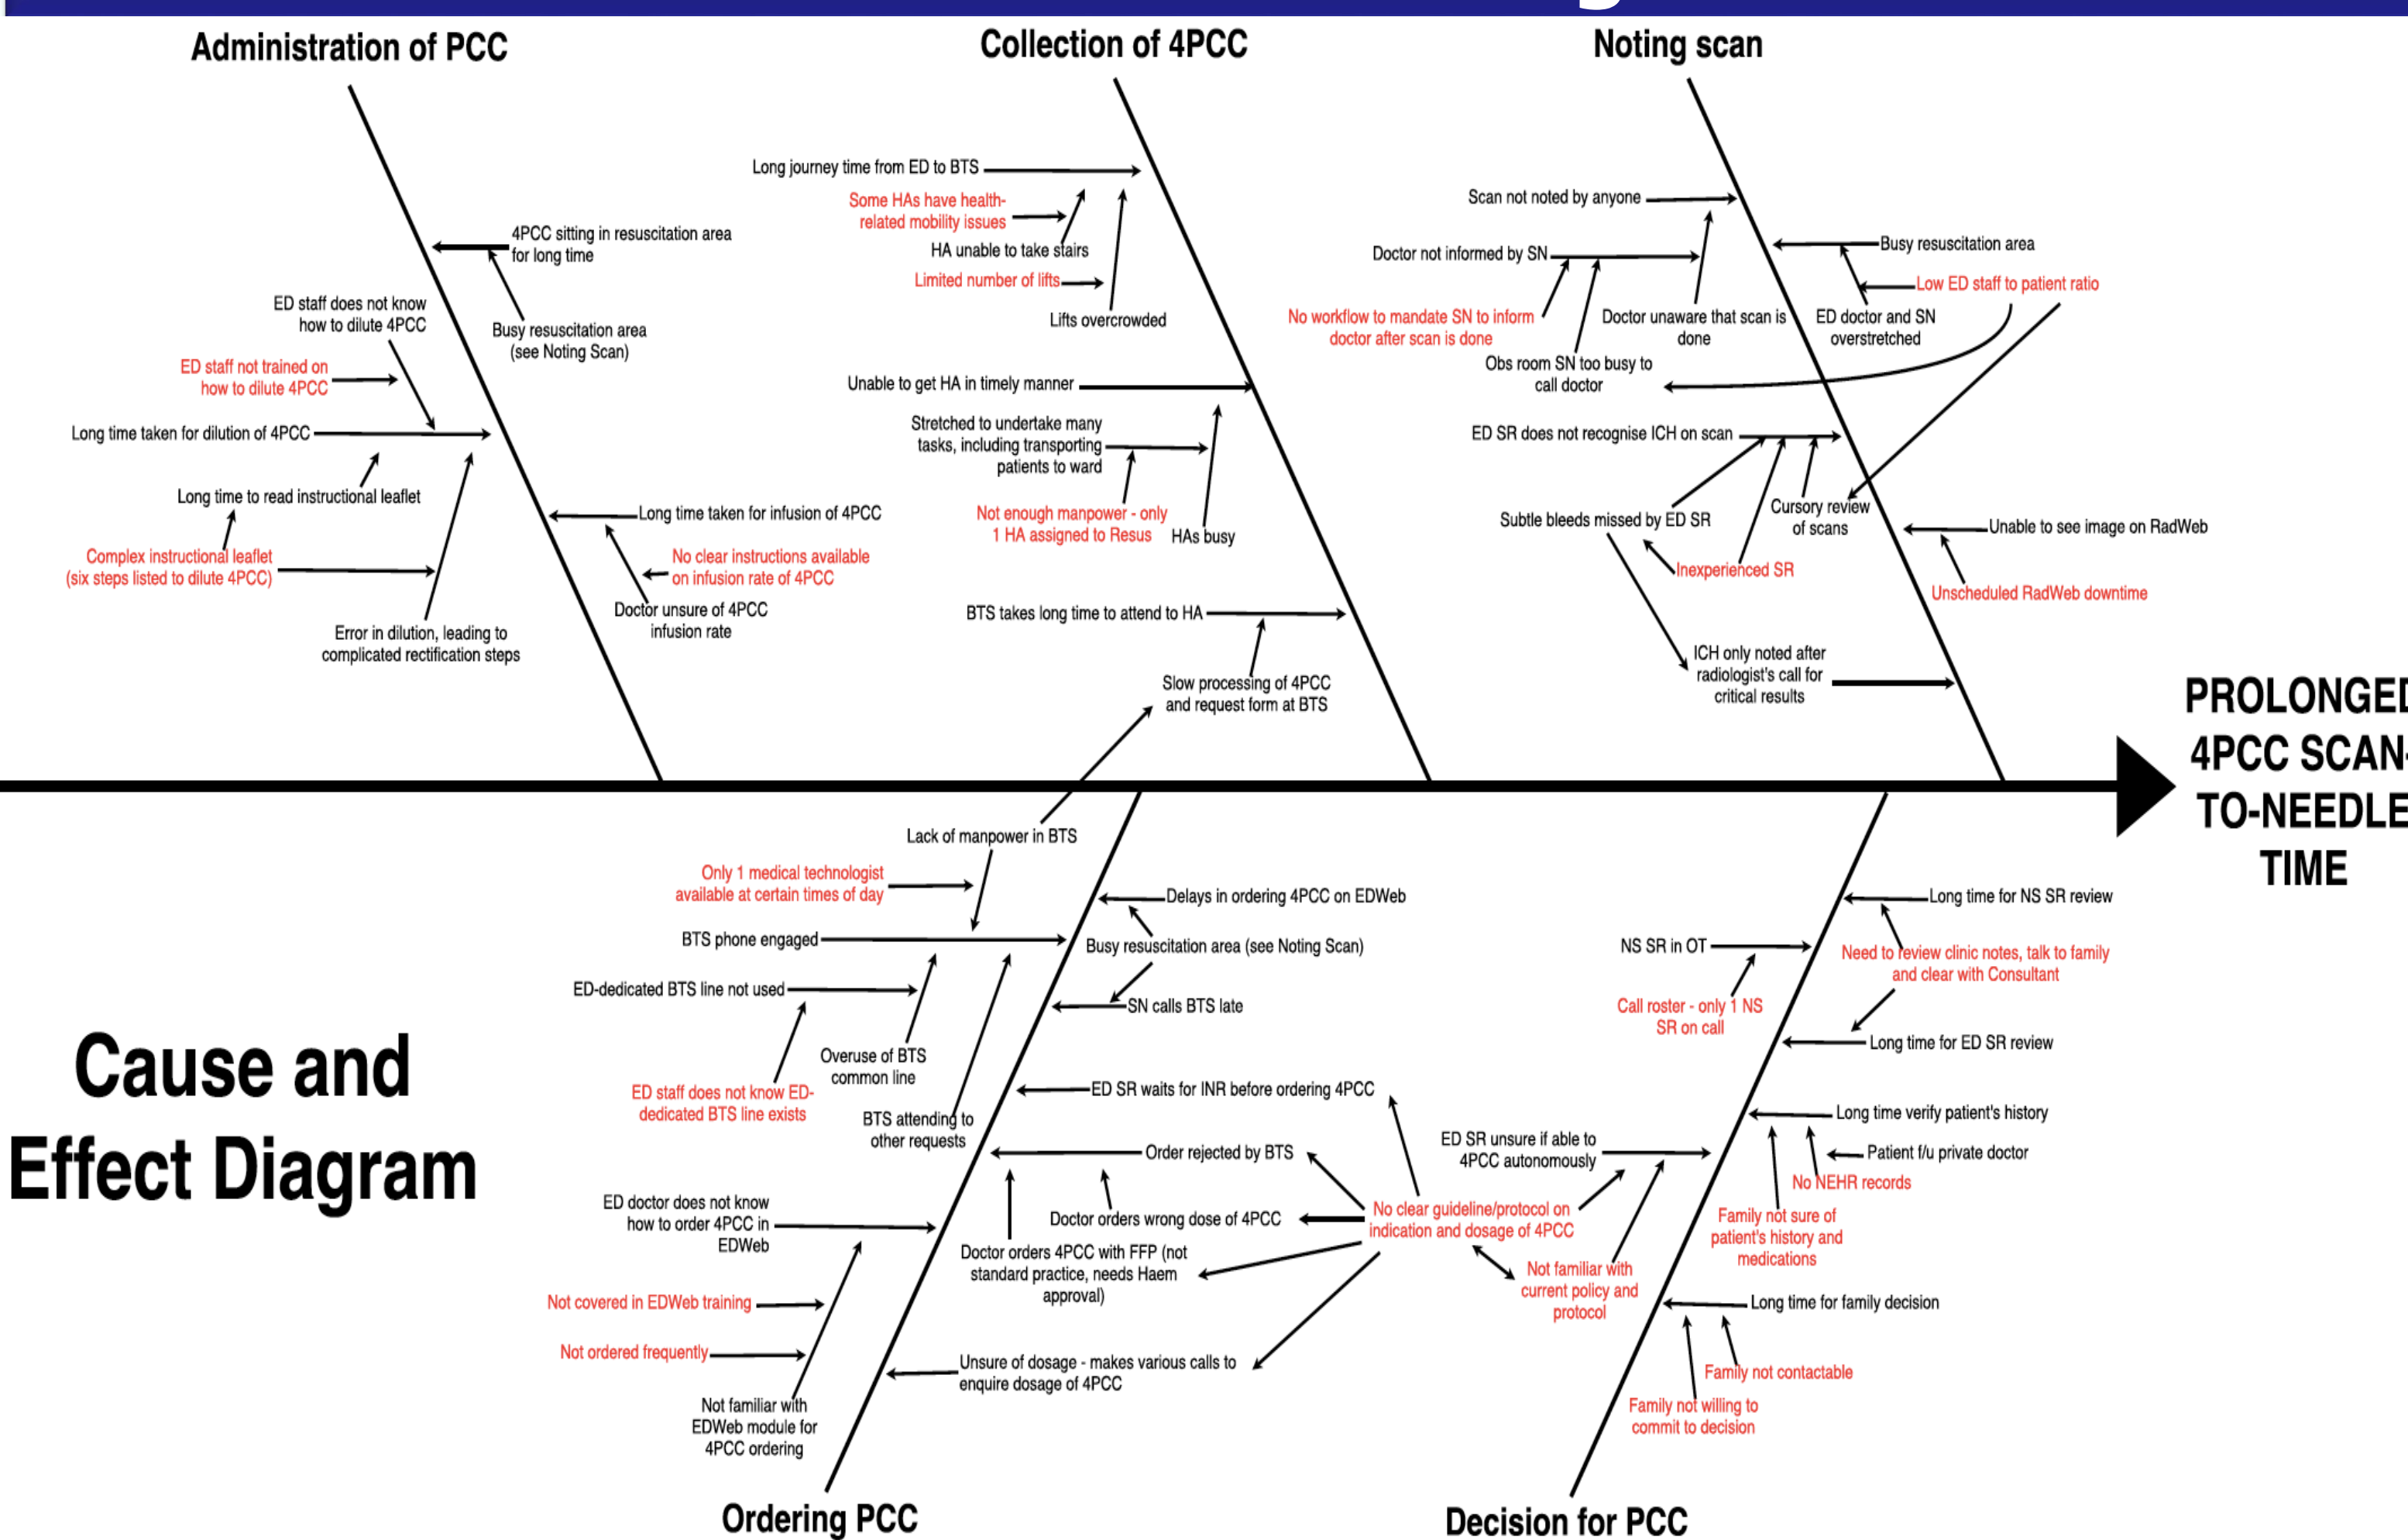 Administration of PCC
4PCC sitting in resuscitation area
for long time
ED staff does not know
how to dilute 4PCC
Busy resuscitation area
(see Noting Scan)
ED staff not trained on
how to dilute 4PCC
Long time taken for dilution of 4PCC
Long time to read instructional leaflet
Complex instructional leaflet
(six steps listed to dilute 4PCC)
Error in dilution, leading to
complicated rectification steps
Long time taken for infusion of 4PCC
No clear instructions available
on infusion rate of 4PCC
Doctor unsure of 4PCC
infusion rate
Collection of 4PCC
Long journey time from ED to BTS
Some HAs have health-
related mobility issues
HA unable to take stairs
Limited number of lifts
Lifts overcrowded
Unable to get HA in timely manner
Stretched to undertake many
tasks, including transporting
patients to ward
Not enough manpower - only
1 HA assigned to Resus
HAs busy
BTS takes long time to attend to HA
Slow processing of 4PCC
and request form at BTS
Noting scan
Scan not noted by anyone
Doctor not informed by SN
No workflow to mandate SN to inform
doctor after scan is done
Doctor unaware that scan is
done
Obs room SN too busy to
call doctor
Busy resuscitation area
Low ED staff to patient ratio
ED doctor and SN
overstretched
ED SR does not recognise ICH on scan
Subtle bleeds missed by ED SR
Cursory review
of scans
Inexperienced SR
Unable to see image on RadWeb
Unscheduled RadWeb downtime
ICH only noted after
radiologist's call for
critical results
PROLONGED
4PCC SCAN-
TO-NEEDLE
TIME
Cause and
Effect Diagram
Lack of manpower in BTS
Only 1 medical technologist
available at certain times of day
BTS phone engaged
ED-dedicated BTS line not used
Overuse of BTS
common line
ED staff does not know ED-
dedicated BTS line exists
BTS attending to
other requests
ED doctor does not know
how to order 4PCC in
EDWeb
Not covered in EDWeb training
Not ordered frequently
Not familiar with
EDWeb module for
4PCC ordering
Delays in ordering 4PCC on EDWeb
Busy resuscitation area (see Noting Scan)
SN calls BTS late
ED SR waits for INR before ordering 4PCC
Order rejected by BTS
Doctor orders wrong dose of 4PCC
Doctor orders 4PCC with FFP (not
standard practice, needs Haem
approval)
Unsure of dosage - makes various calls to
enquire dosage of 4PCC
Ordering PCC
NS SR in OT
Call roster - only 1 NS
SR on call
Long time for NS SR review
Need to review clinic notes, talk to family
and clear with Consultant
Long time for ED SR review
ED SR unsure if able to
4PCC autonomously
No clear guideline/protocol on
indication and dosage of 4PCC
Not familiar with
current policy and
protocol
Long time verify patient's history
Patient f/u private doctor
No NEHR records
Family not sure of
patient's history and
medications
Long time for family decision
Family not contactable
Family not willing to
commit to decision
Decision for PCC